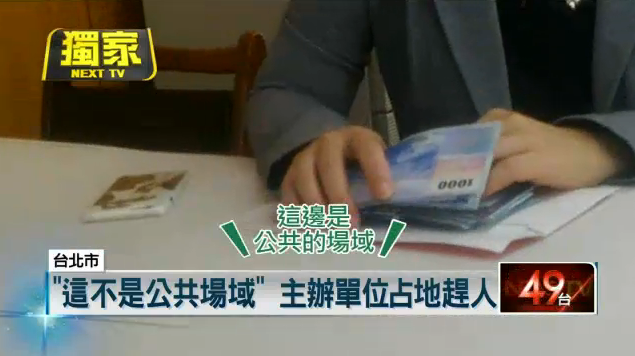 獨家
NEXT TV
1000
這邊是
公共的場域
台北市
"這不是公共場域" 主辦單位占地趕人
49台